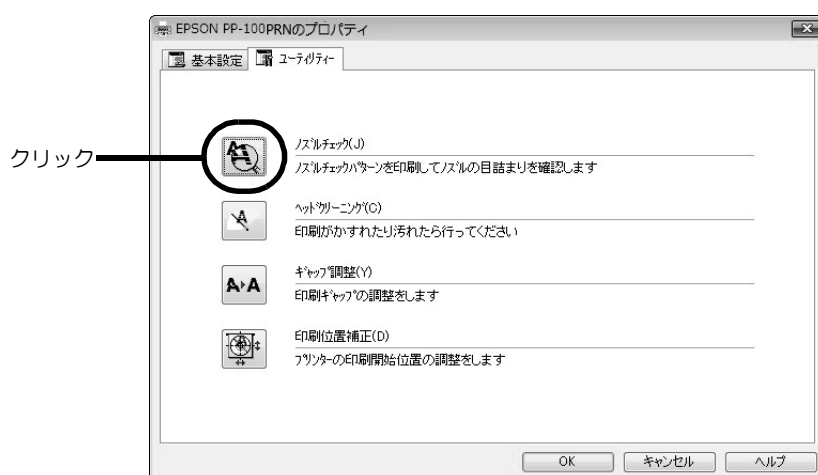 EPSON PP-100PRNのプロパティ
基本設定 ユーティリティー
クリック
ノズルチェック(J)
ノズルチェックパターンを印刷してノズルの目詰まりを確認します
ヘッドクリーニング(C)
印刷がかすれたり汚れたら行ってください
ギャップ調整(Y)
印刷ギャップの調整をします
印刷位置補正(D)
プリンターの印刷開始位置の調整をします
OK キャンセル ヘルプ